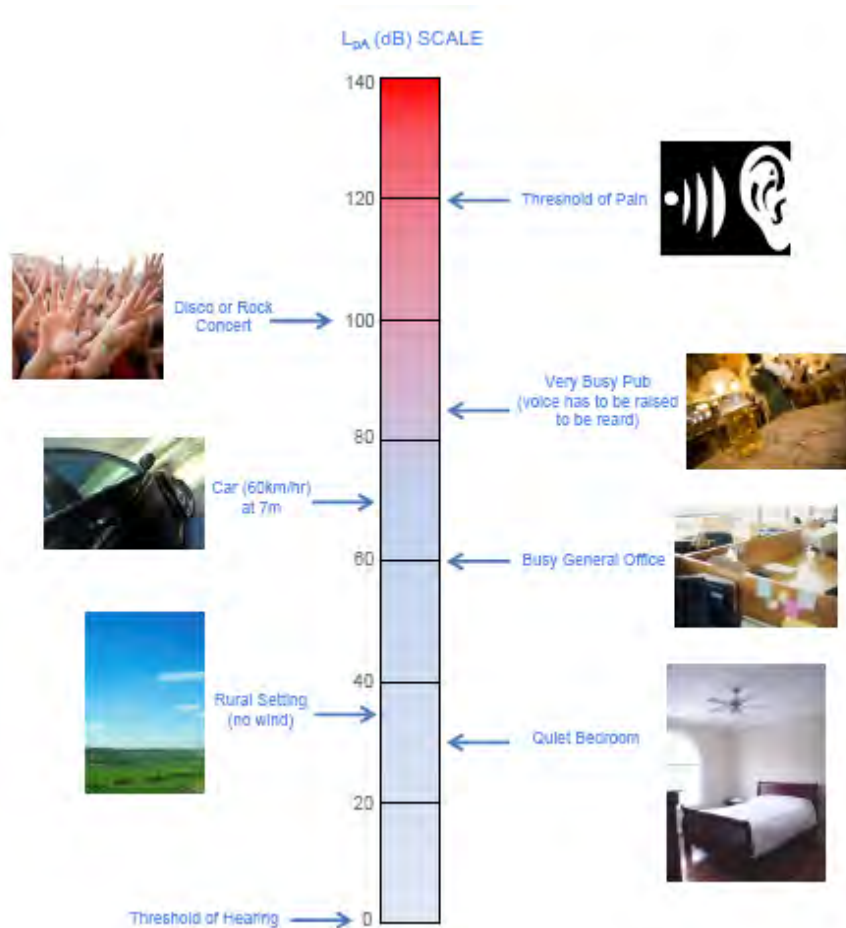 LpA (dB) SCALE
140
120
Threshold of Pain
Disco or Rock
Concert
100
Very Busy Pub
(voice has to be raised
to be reard)
80
Car (60km/hr)
at 7m
60
Busy General Office
40
Rural Setting
(no wind)
Quiet Bedroom
20
Threshold of Hearing
0